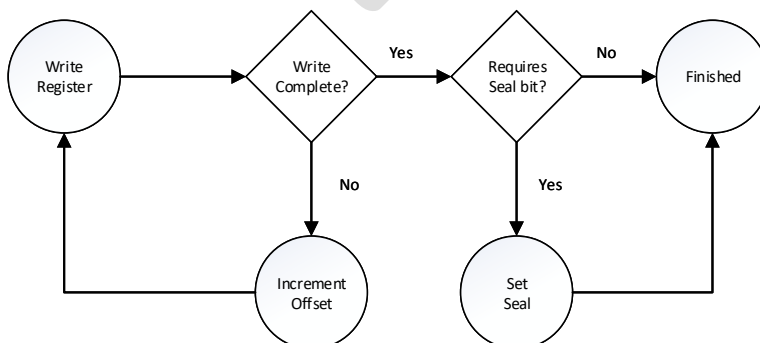 Write
Register
Write
Complete?
Yes
Requires
Seal bit?
No
Finished
No
Yes
Increment
Offset
Set
Seal